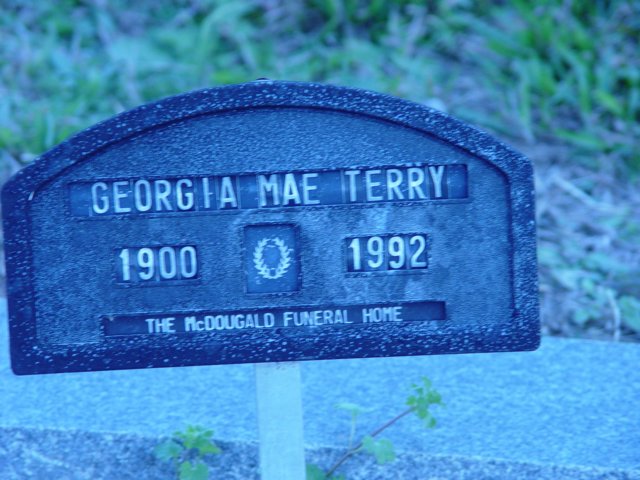 GEORGIA MAE TERRY
1900 1992
THE McDOUGALD FUNERAL HOME